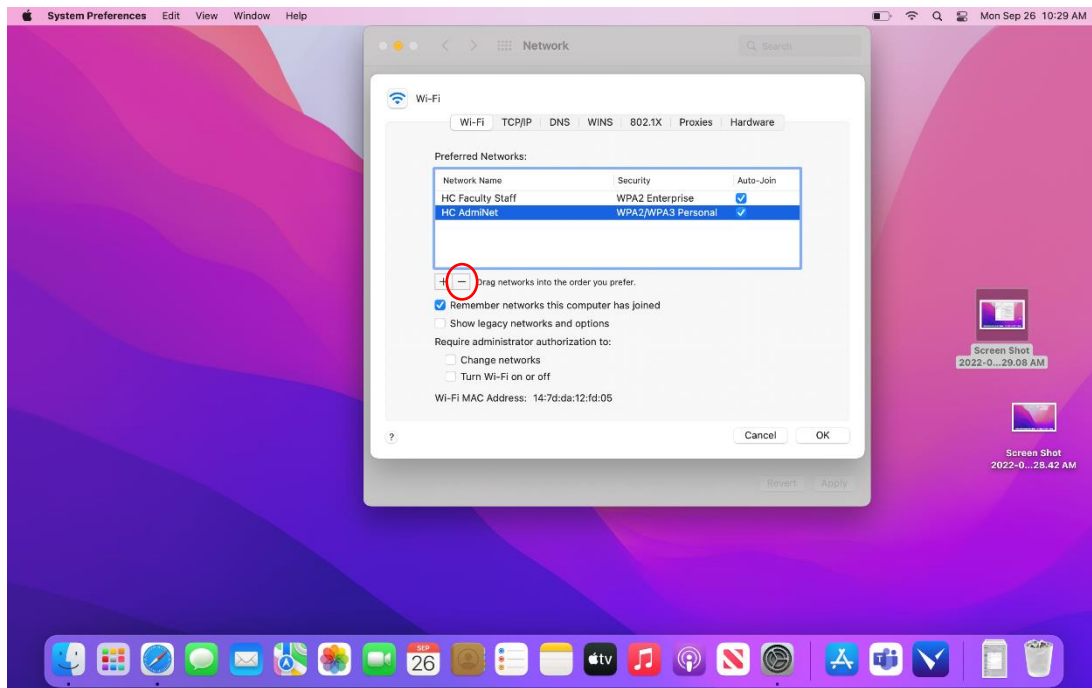 System Preferences Edit View Window Help Mon Sep 26 10:29 AM
Network Search
Wi-Fi
Wi-Fi TCP/IP DNS WINS 802.1X Proxies Hardware
Preferred Networks:
Network Name Security Auto-Join
HC Faculty Staff WPA2 Enterprise
HC AdmiNet WPA2/WPA3 Personal
+ − Drag networks into the order you prefer.
Remember networks this computer has joined
Show legacy networks and options
Require administrator authorization to:
Change networks
Turn Wi-Fi on or off
Wi-Fi MAC Address: 14:7d:da:12:fd:05
? Cancel OK
Revert Apply
Screen Shot
2022-0...29.08 AM
Screen Shot
2022-0...28.42 AM
SEP
26
tv